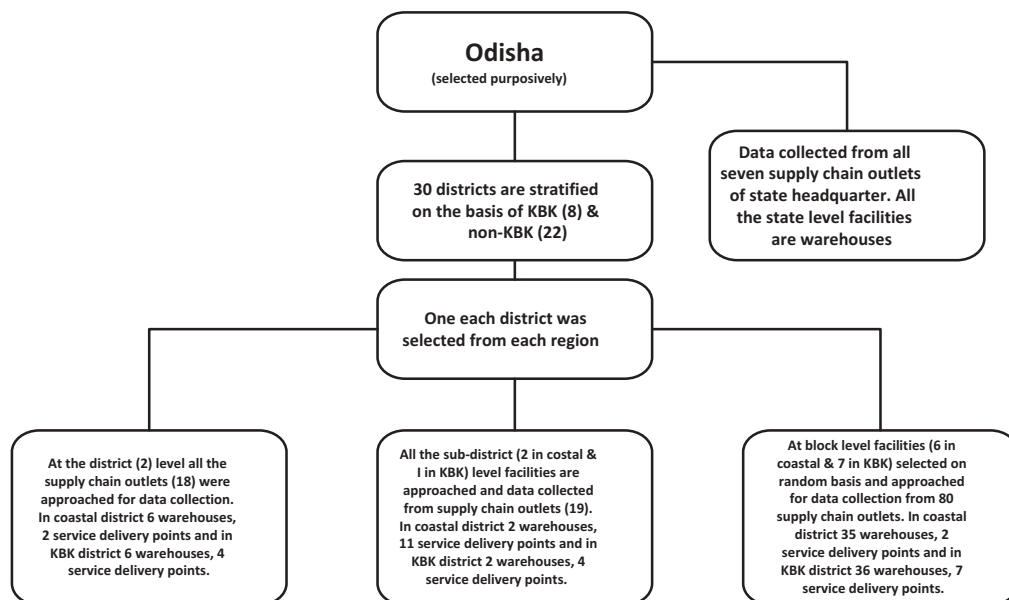 Odisha
(selected purposively)
Data collected from all
seven supply chain outlets
of state headquarter. All
the state level facilities
are warehouses
30 districts are stratified
on the basis of KBK (8) &
non-KBK (22)
One each district was
selected from each region
At the district (2) level all the
supply chain outlets (18) were
approached for data collection.
In coastal district 6 warehouses,
2 service delivery points and in
KBK district 6 warehouses, 4
service delivery points.
All the sub-district (2 in costal &
I in KBK) level facilities are
approached and data collected
from supply chain outlets (19).
In coastal district 2 warehouses,
11 service delivery points and in
KBK district 2 warehouses, 4
service delivery points.
At block level facilities (6 in
coastal & 7 in KBK) selected on
random basis and approached
for data collection from 80
supply chain outlets. In coastal
district 35 warehouses, 2
service delivery points and in
KBK district 36 warehouses, 7
service delivery points.